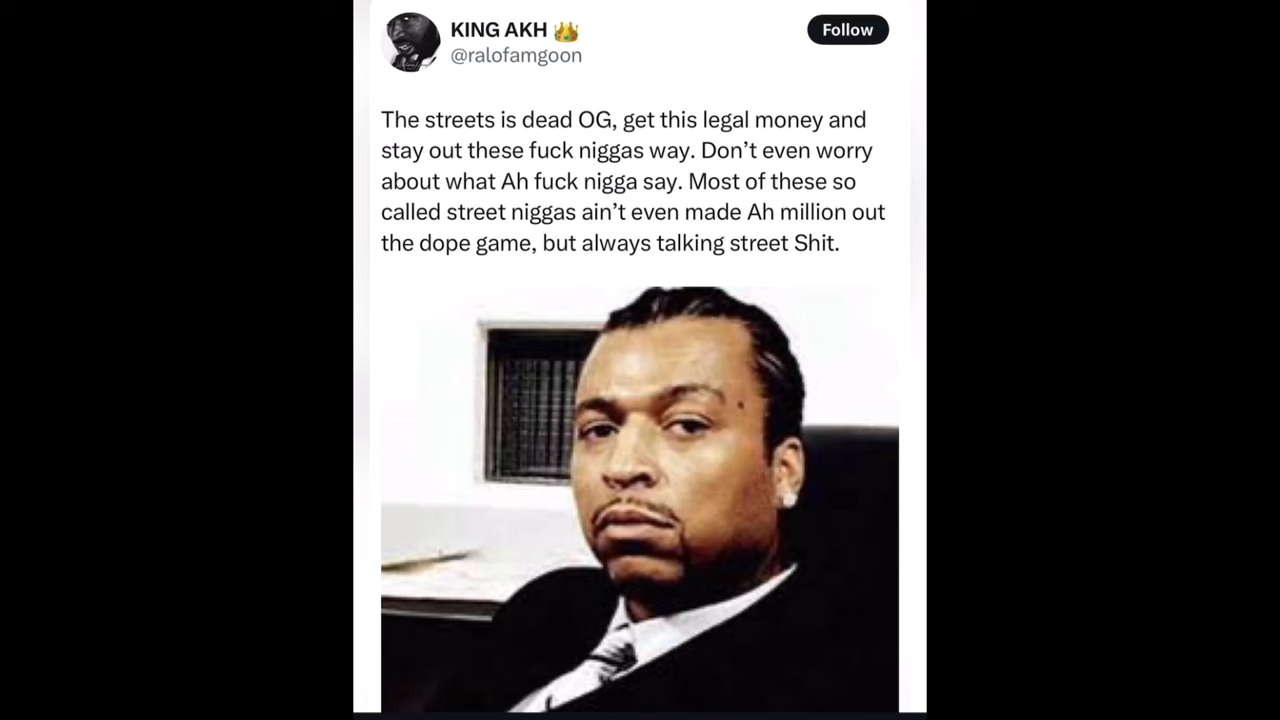 KING AKH 👑
Follow
@ralofamgoon
The streets is dead OG, get this legal money and
stay out these fuck niggas way. Don’t even worry
about what Ah fuck nigga say. Most of these so
called street niggas ain’t even made Ah million out
the dope game, but always talking street Shit.